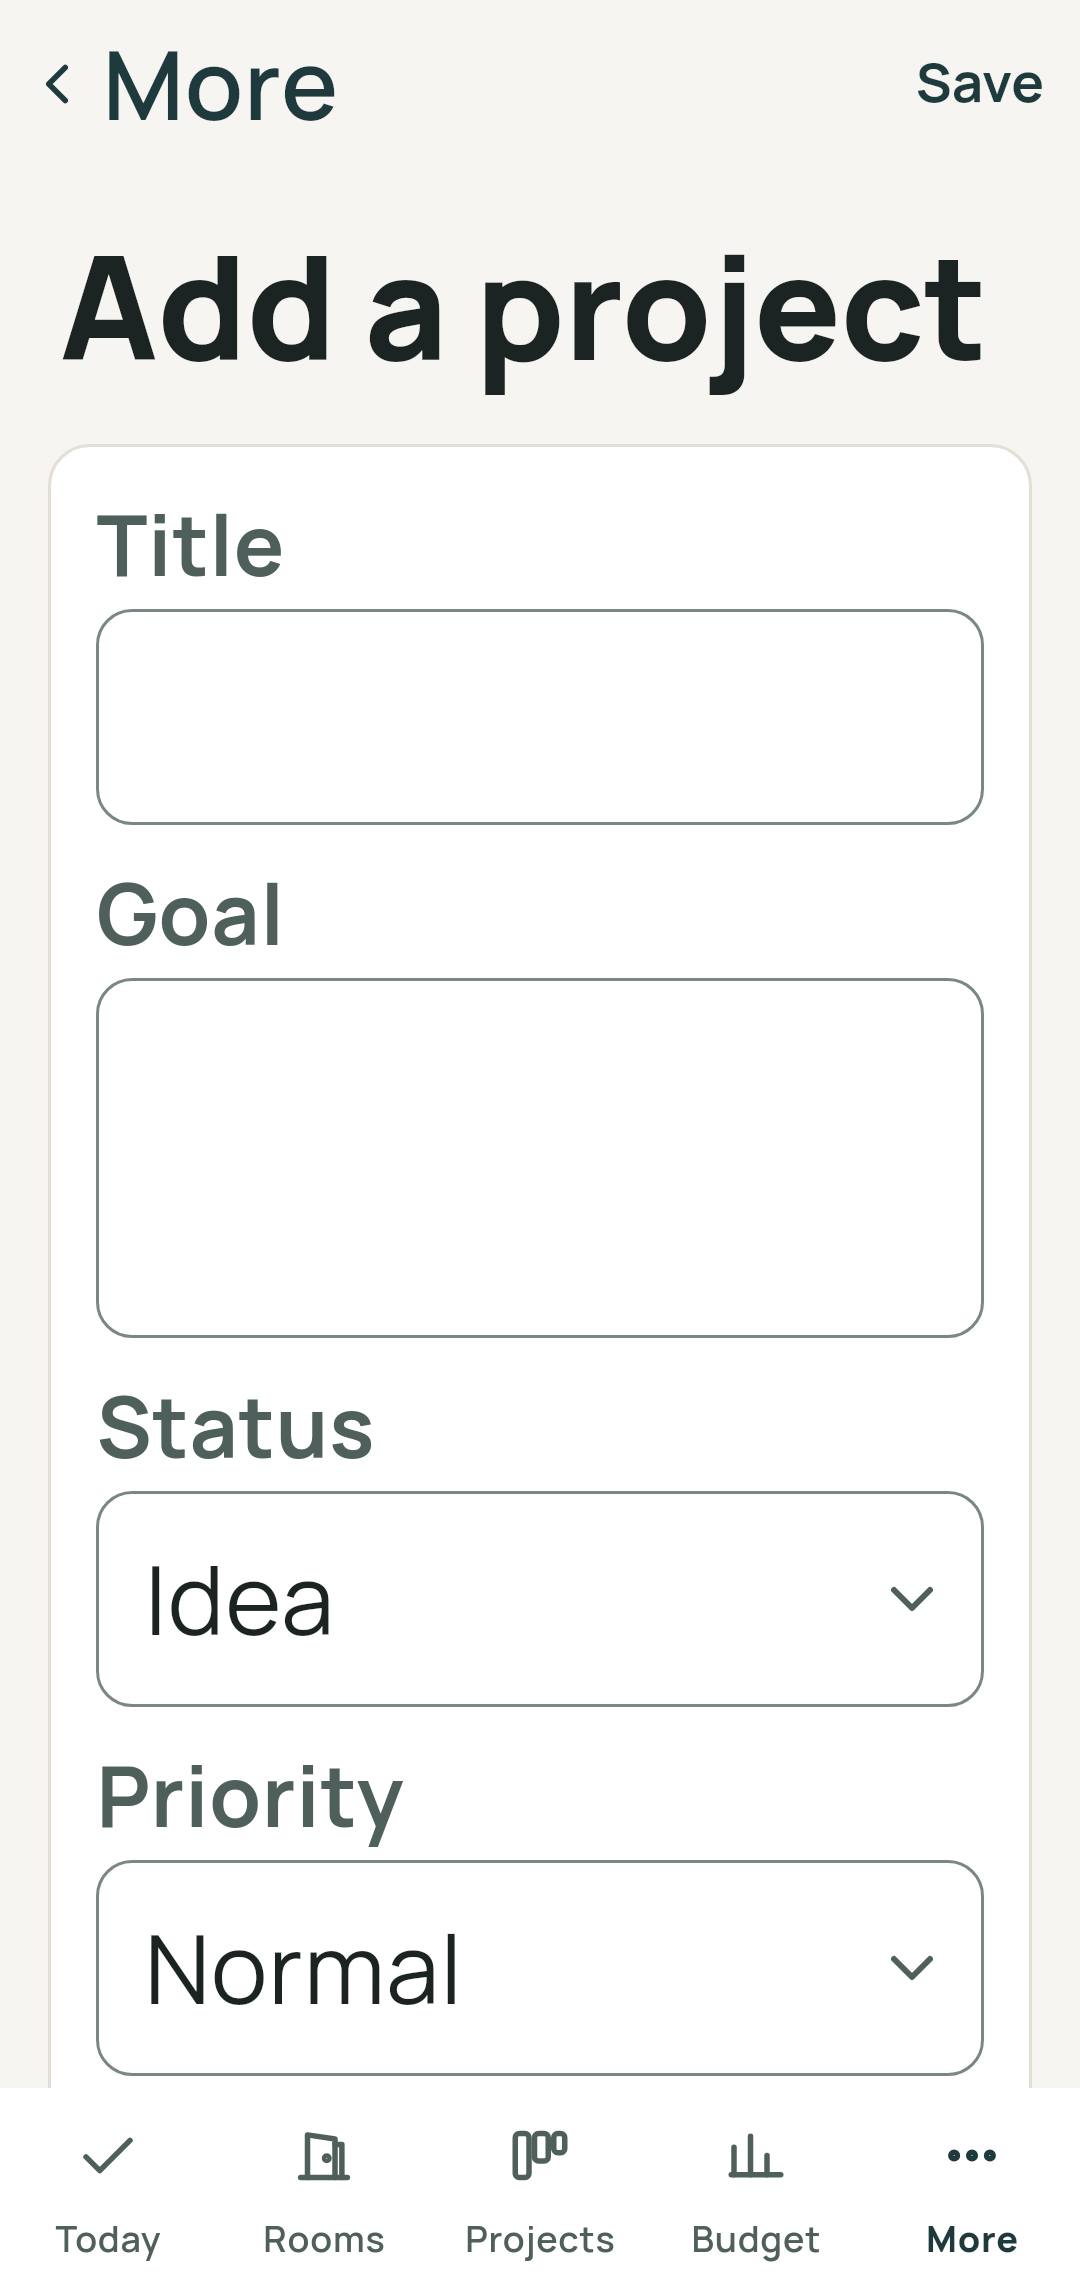 More
Save
Add a project
Title
Goal
Status
Idea
Priority
Normal
Today
Rooms
Projects
Budget
More